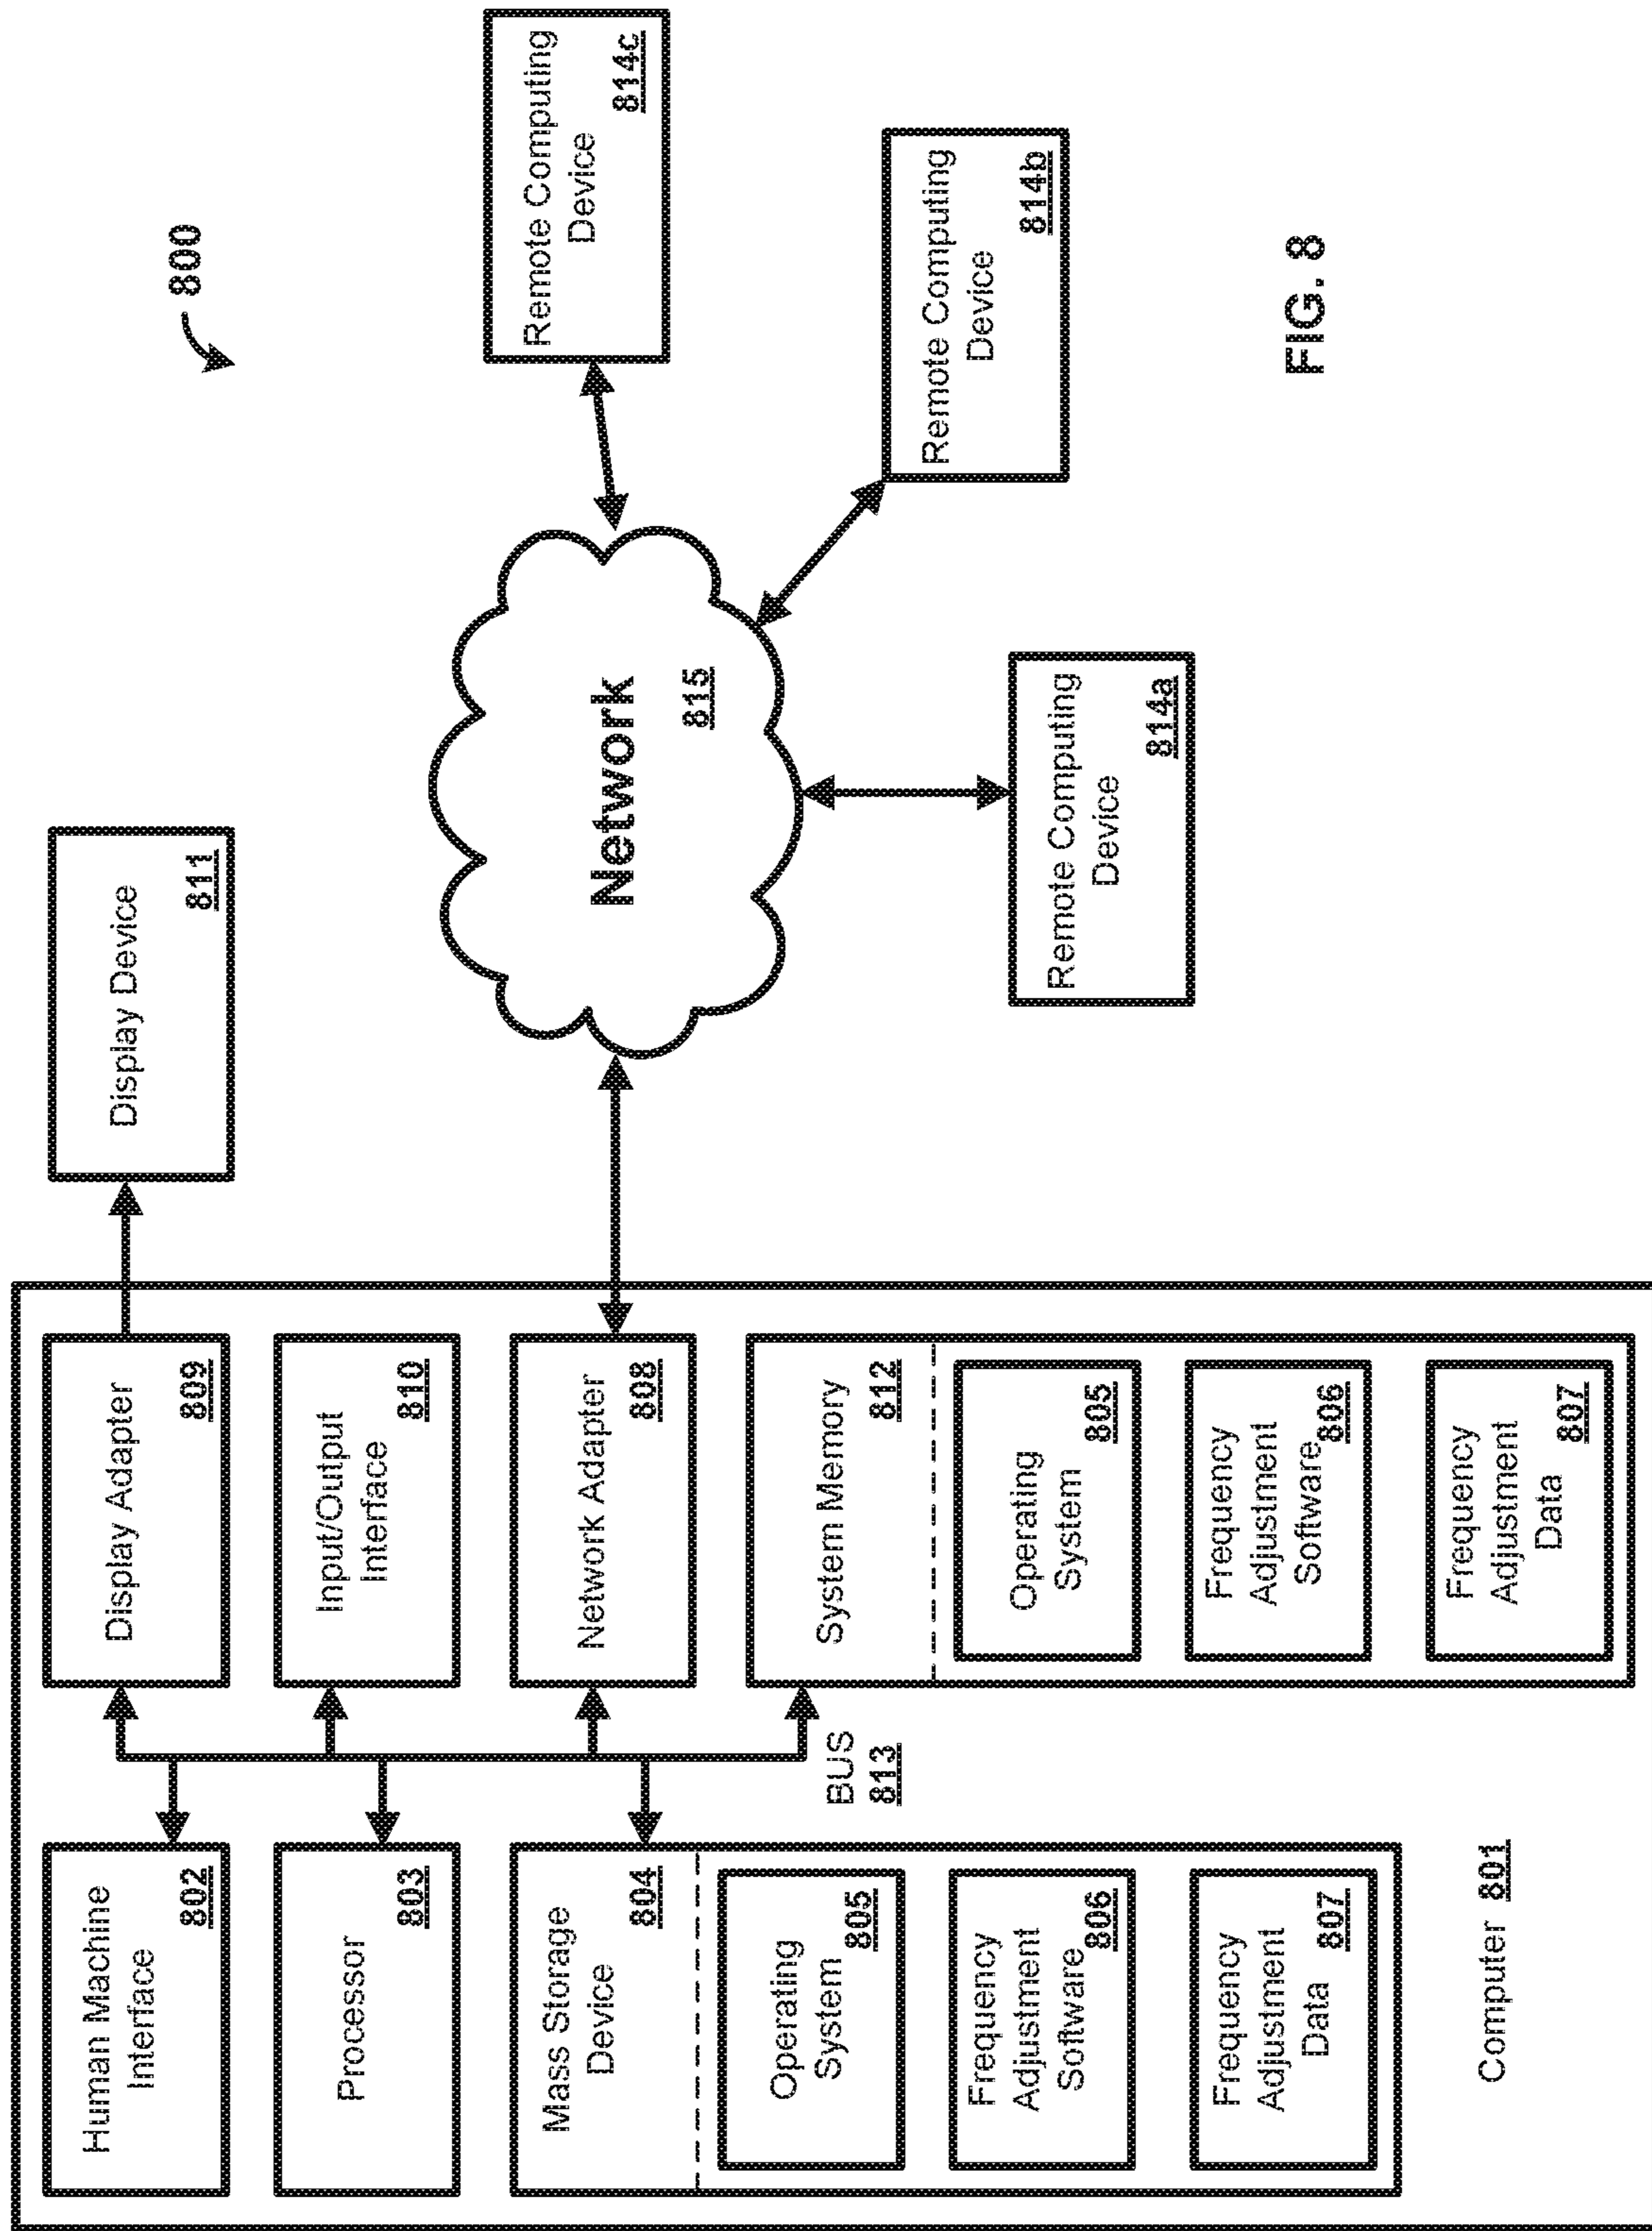 800
Human Machine
Interface
802
Processor
803
Mass Storage
Device
804
Operating
System
805
Frequency
Adjustment
Software
806
Frequency
Adjustment
Data
807
Computer 801
BUS
813
Display Adapter
809
Input/Output
Interface
810
Network Adapter
808
System Memory
812
Operating
System
805
Frequency
Adjustment
Software
806
Frequency
Adjustment
Data
807
Display Device
811
Network
815
Remote Computing
Device
814a
Remote Computing
Device
814b
Remote Computing
Device
814c
FIG. 8